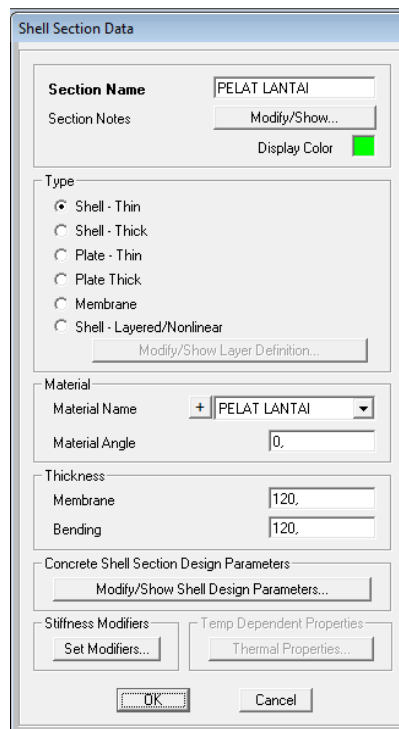 Shell Section Data
Section Name PELAT LANTAI
Section Notes Modify/Show...
Display Color
Type
Shell - Thin
Shell - Thick
Plate - Thin
Plate Thick
Membrane
Shell - Layered/Nonlinear
Modify/Show Layer Definition...
Material
Material Name + PELAT LANTAI
Material Angle 0,
Thickness
Membrane 120,
Bending 120,
Concrete Shell Section Design Parameters
Modify/Show Shell Design Parameters...
Stiffness Modifiers Temp Dependent Properties
Set Modifiers... Thermal Properties...
OK Cancel